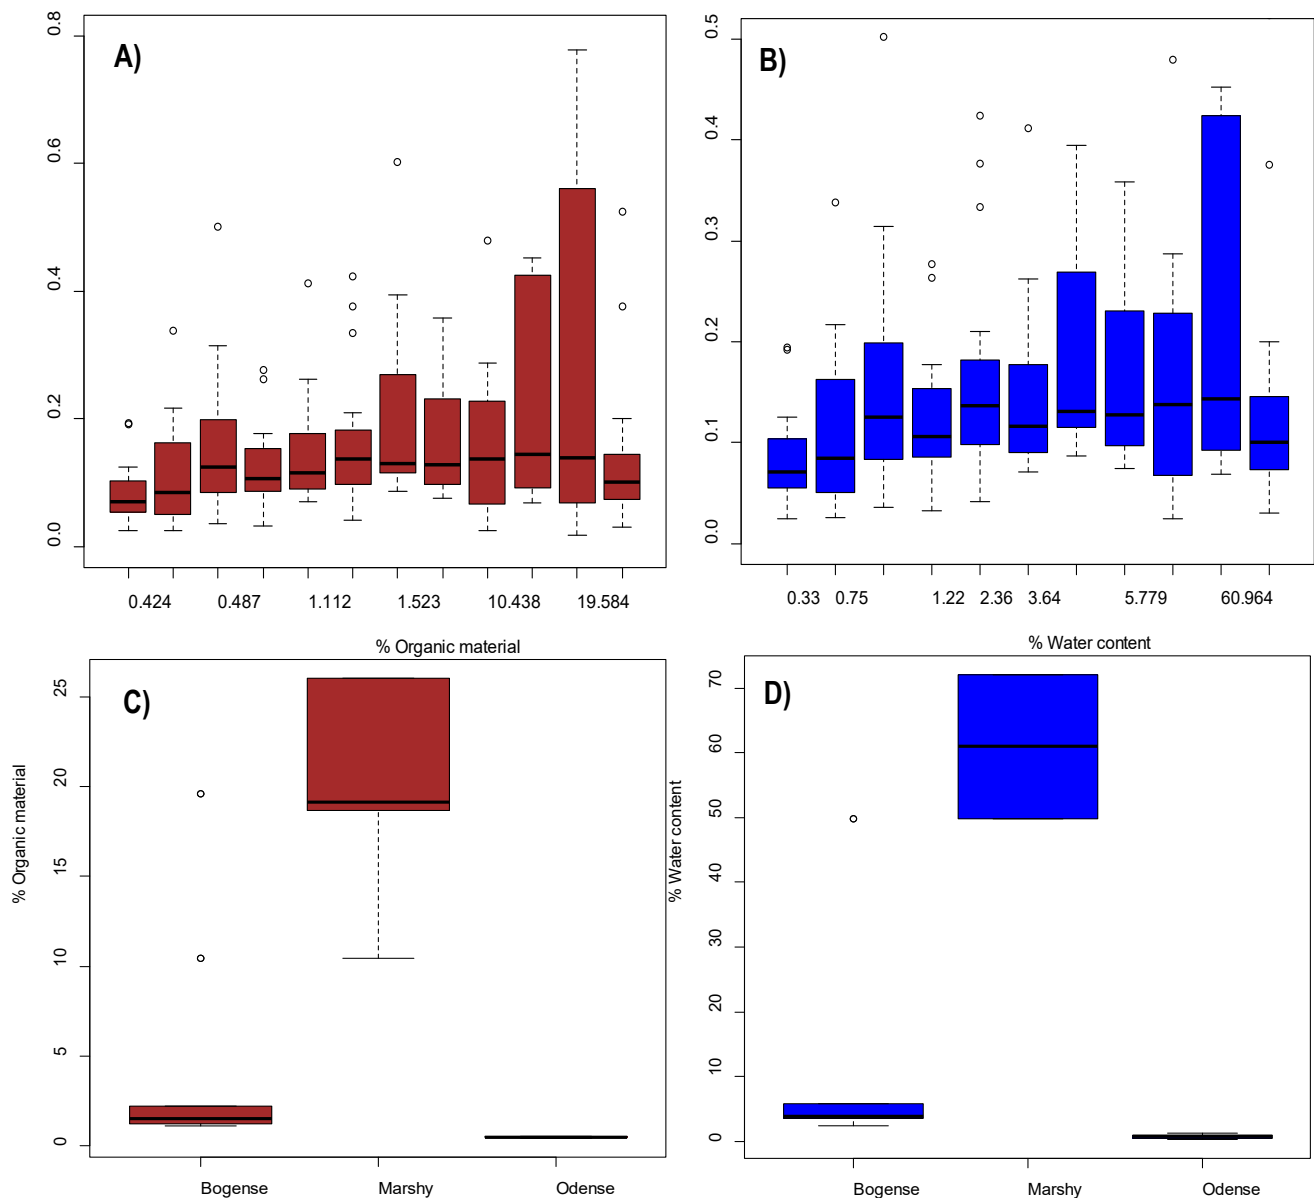 A)
0.8
0.6
0.4
0.2
0.0
0.424 0.487 1.112 1.523 10.438 19.584
% Organic material
B)
0.5
0.4
0.3
0.2
0.1
0.0
0.33 0.75 1.22 2.36 3.64 5.779 60.964
% Water content
C)
% Organic material
25
20
15
10
5
0
Bogense Marshy Odense
D)
% Water content
70
60
50
40
30
20
10
0
Bogense Marshy Odense